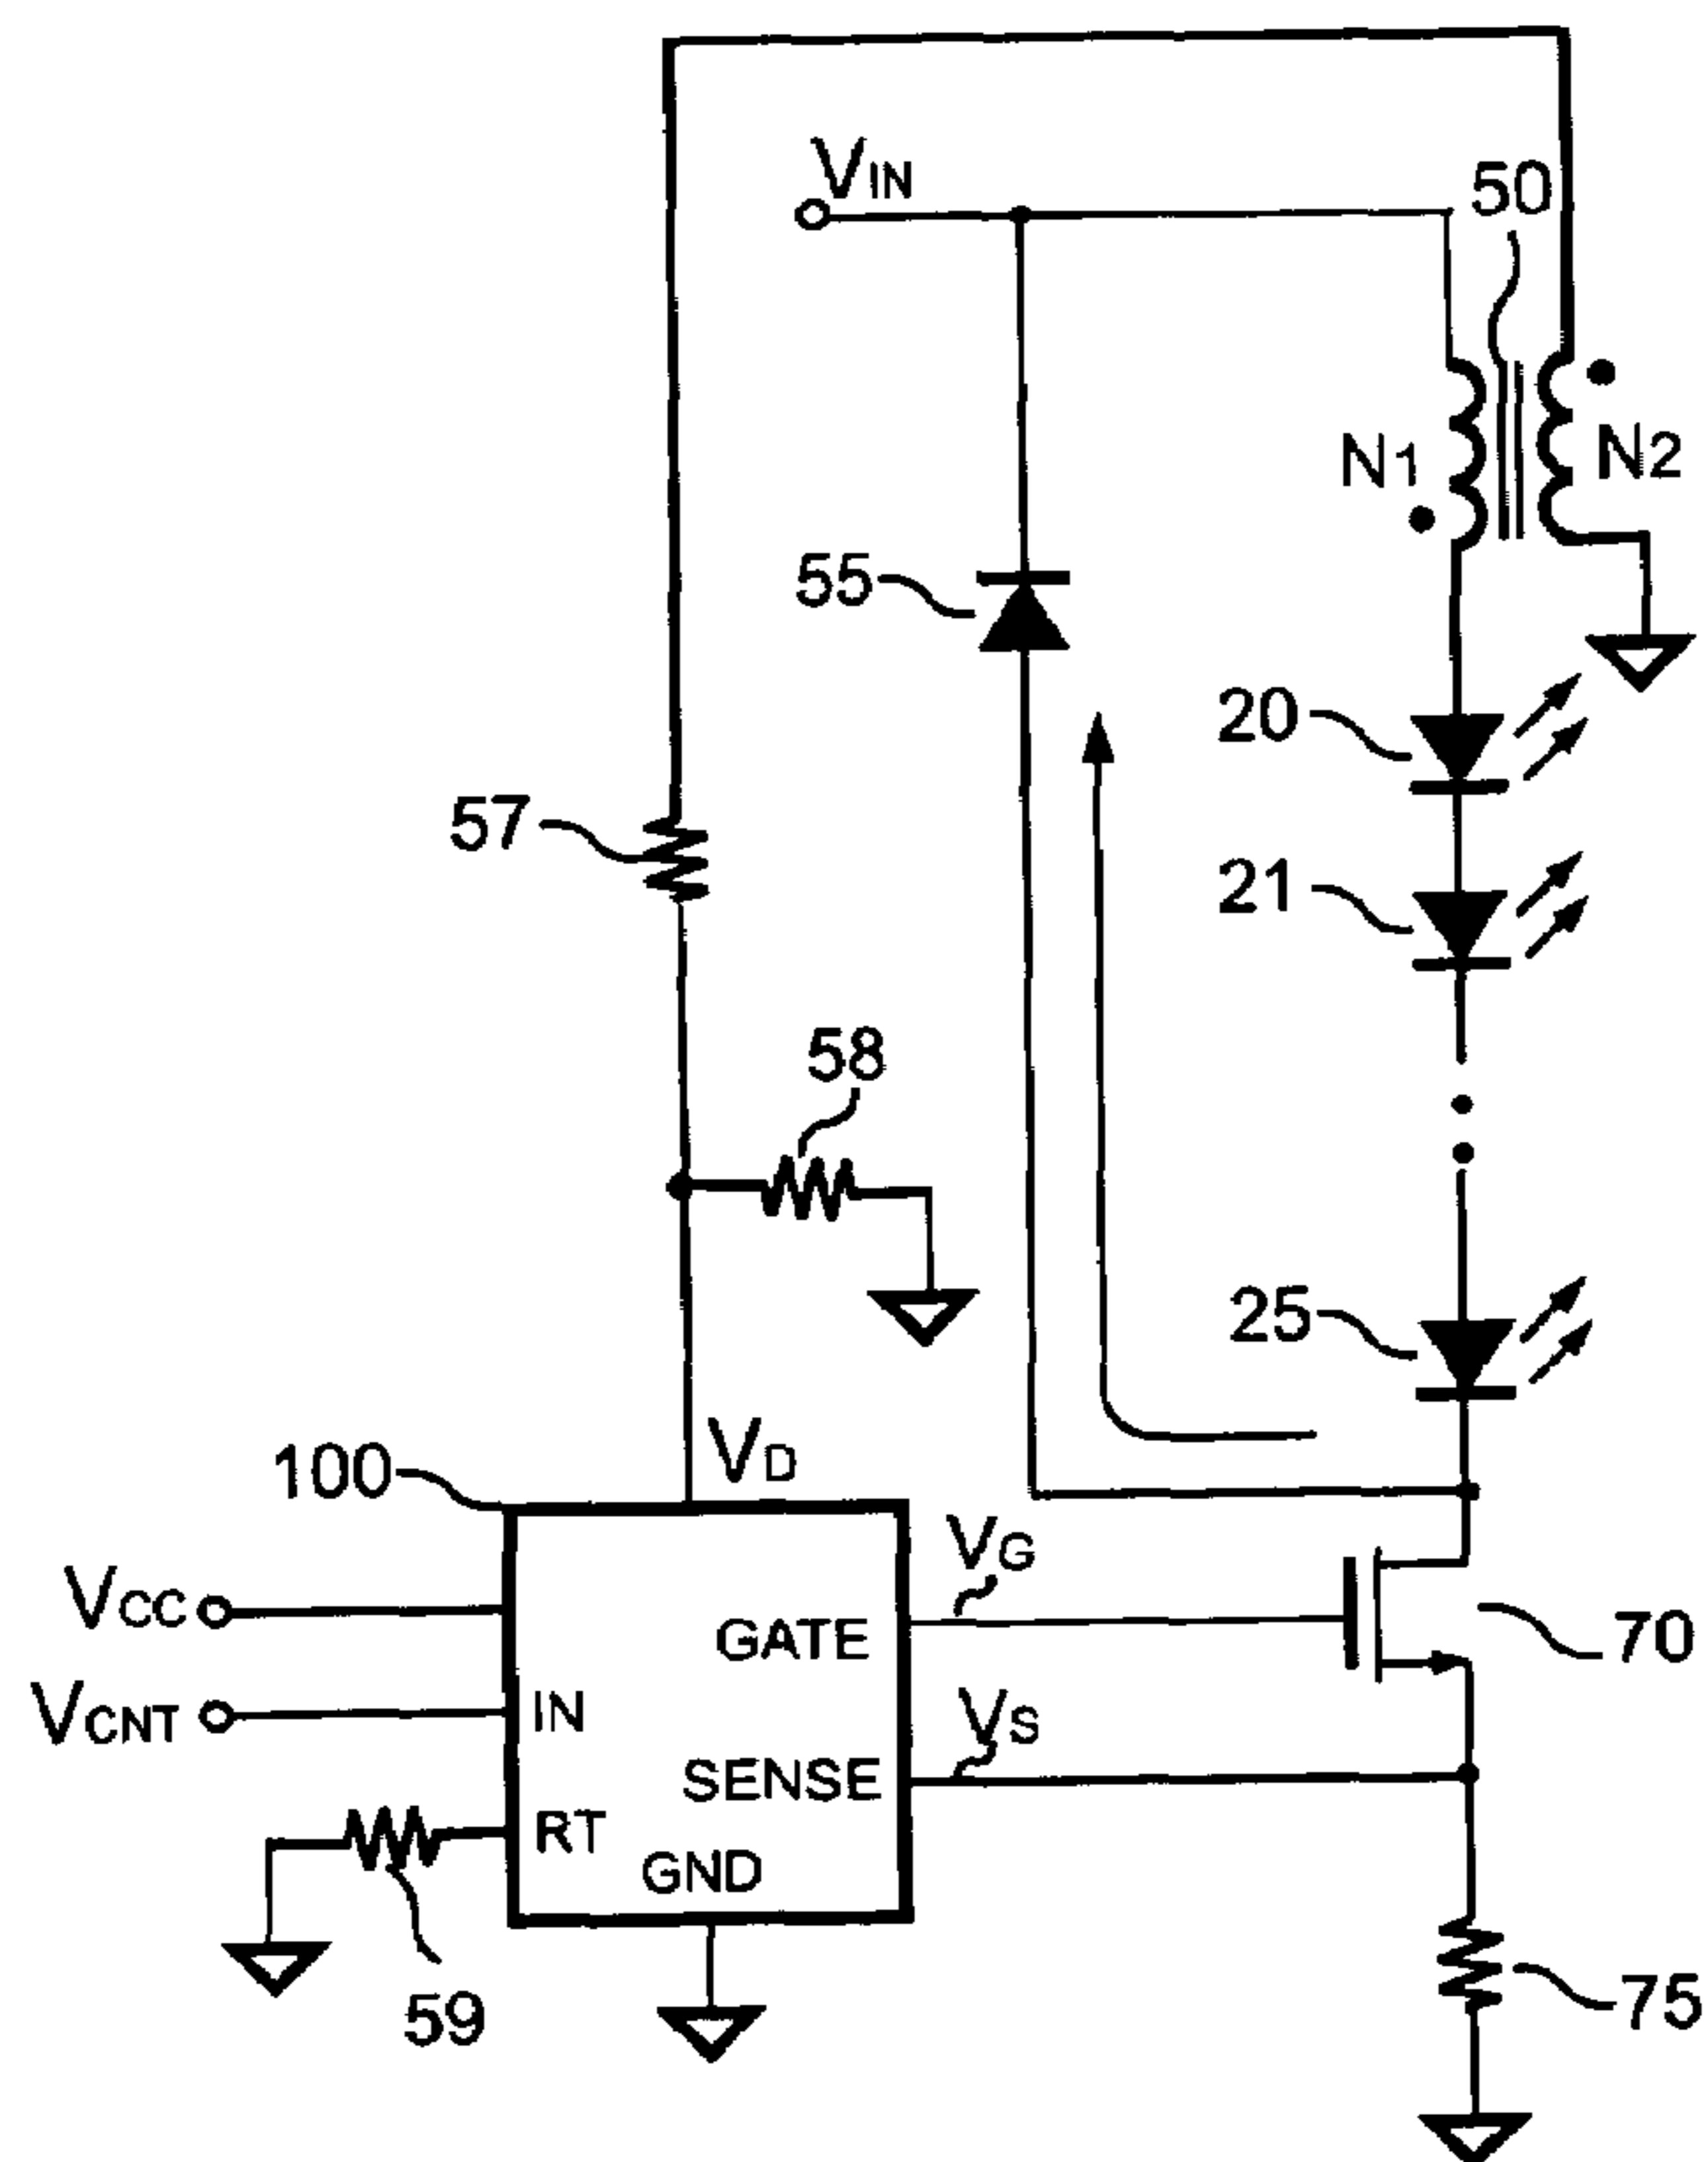 VIN
50
N1
N2
55
20
57
21
58
25
100
VD
VG
VCC
GATE
70
VCNT
IN
VS
SENSE
RT
GND
59
75